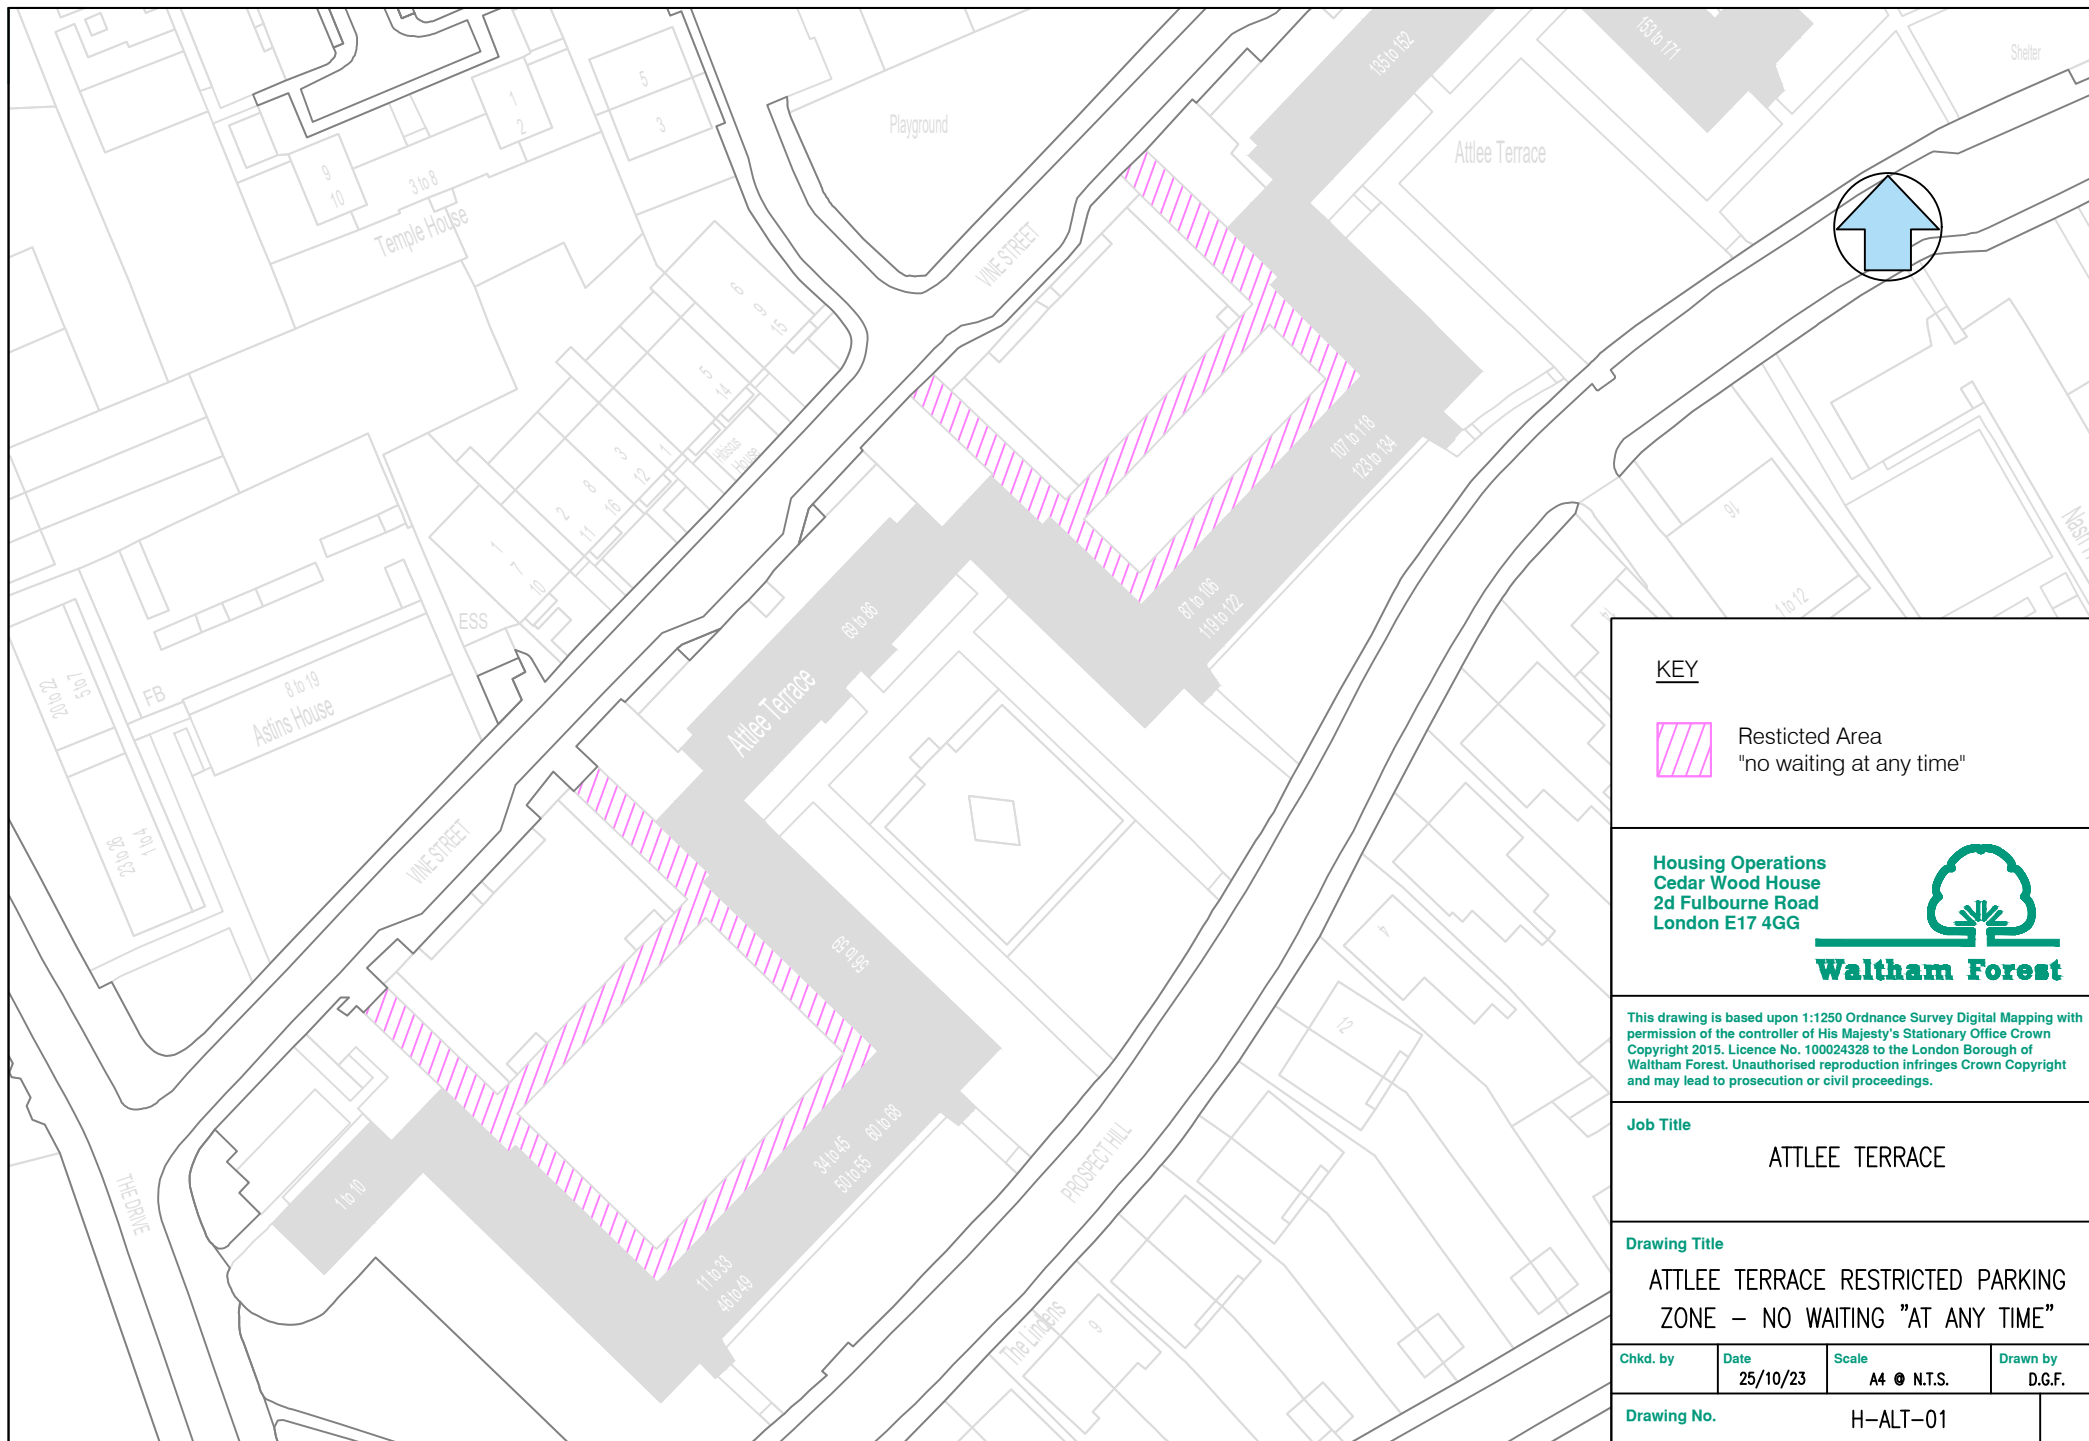 5
3
1
2
9
10
3 to 8
Temple House
Playground
135 to 152
153 to 171
Shelter
Attlee Terrace
VINE STREET
6
9
15
5
14
3
1
12
8
16
2
11
1
7
10
Hibiscus
House
ESS
107 to 118
123 to 134
87 to 106
119 to 122
69 to 86
Attlee Terrace
16
1 to 12
5 to 7
20 to 22
FB
8 to 19
Astins House
1 to 4
23 to 26
VINE STREET
56 to 59
4
12
34 to 45
50 to 55
60 to 68
PROSPECT HILL
THE DRIVE
1 to 10
11 to 33
46 to 49
The Lindens
9
KEY
Resticted Area
"no waiting at any time"
Housing Operations
Cedar Wood House
2d Fulbourne Road
London E17 4GG
Waltham Forest
This drawing is based upon 1:1250 Ordnance Survey Digital Mapping with
permission of the controller of His Majesty's Stationary Office Crown
Copyright 2015. Licence No. 100024328 to the London Borough of
Waltham Forest. Unauthorised reproduction infringes Crown Copyright
and may lead to prosecution or civil proceedings.
Job Title
ATTLEE TERRACE
Drawing Title
ATTLEE TERRACE RESTRICTED PARKING
ZONE – NO WAITING "AT ANY TIME"
Chkd. by
Date
25/10/23
Scale
A4 @ N.T.S.
Drawn by
D.G.F.
Drawing No.
H-ALT-01